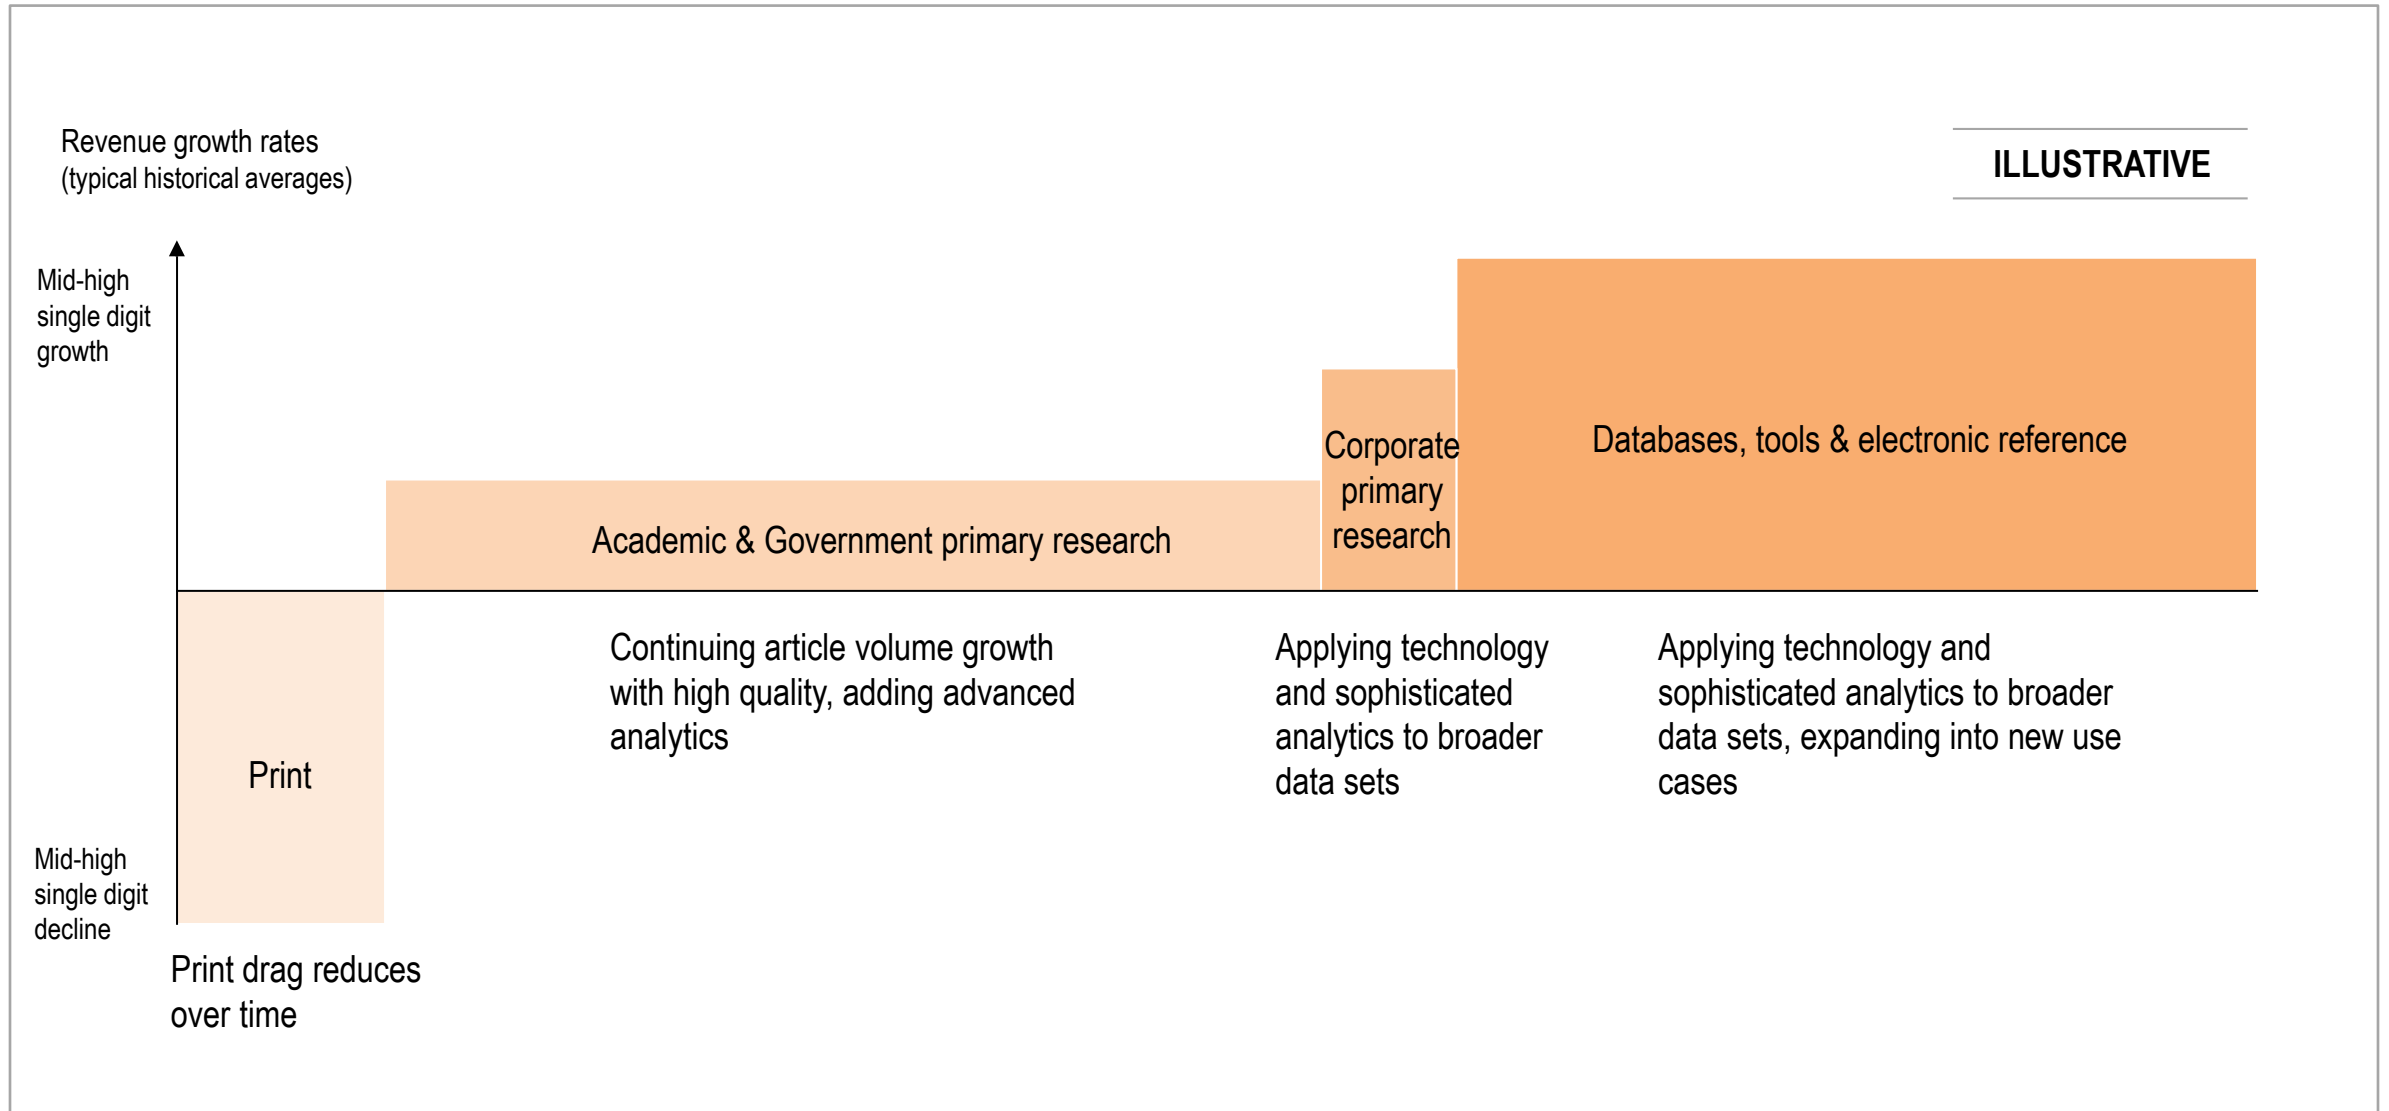 Revenue growth rates
(typical historical averages)
ILLUSTRATIVE
Mid-high
single digit
growth
Databases, tools & electronic reference
Corporate
primary
research
Academic & Government primary research
Print
Continuing article volume growth
with high quality, adding advanced
analytics
Applying technology
and sophisticated
analytics to broader
data sets
Applying technology and
sophisticated analytics to broader
data sets, expanding into new use
cases
Mid-high
single digit
decline
Print drag reduces
over time